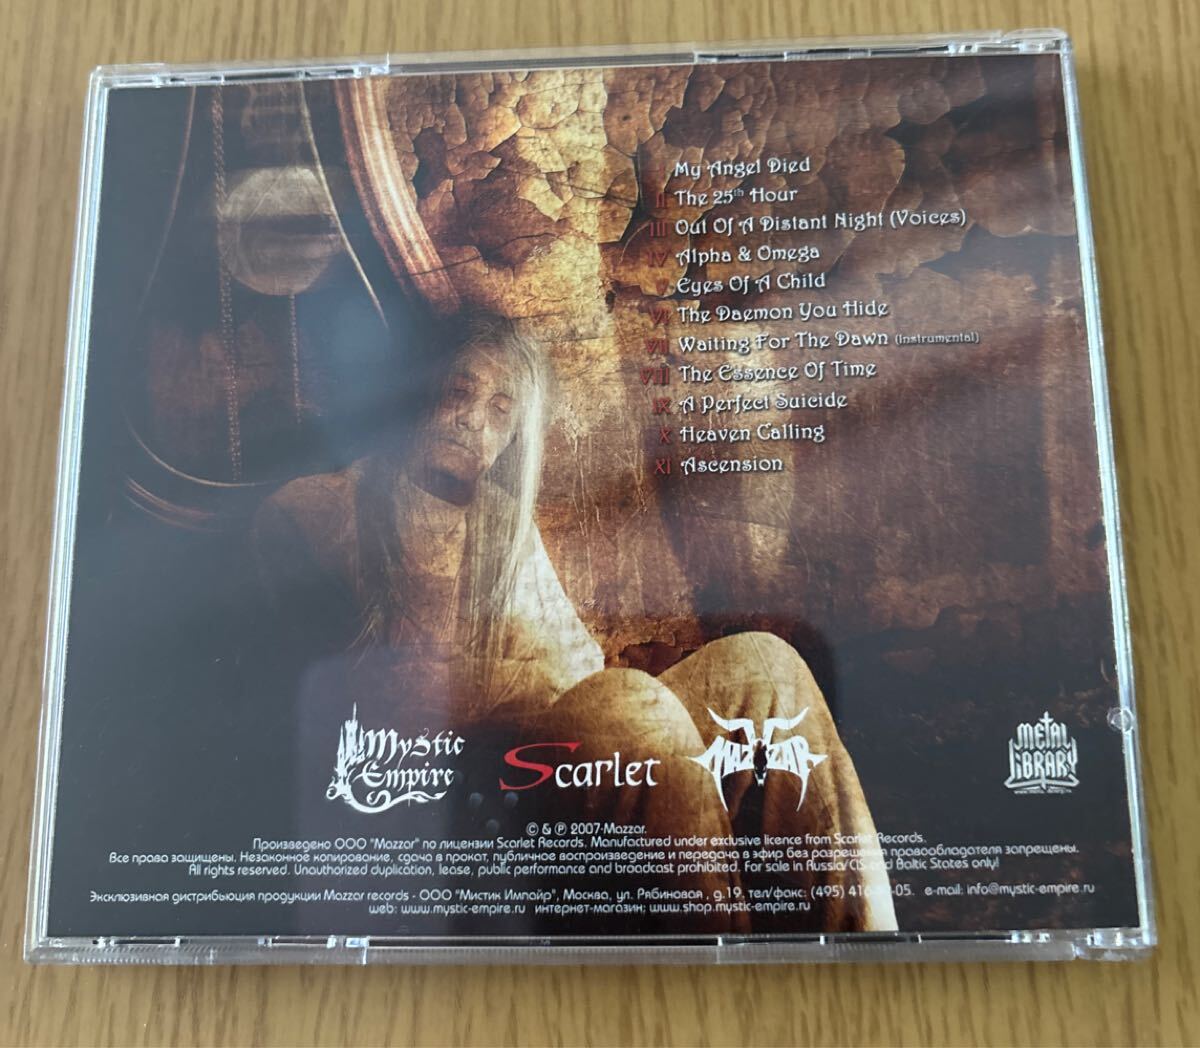 My Angel Died
II The 25th Hour
III Out Of A Distant Night (Voices)
IV Alpha & Omega
V Eyes Of A Child
VI The Daemon You Hide
VII Waiting For The Dawn (Instrumental)
VIII The Essence Of Time
IX A Perfect Suicide
X Heaven Calling
XI Ascension
Mystic
Empire
Scarlet
MAZZAR
METAL
LIBRARY
© & ℗ 2007 Mazzar.
Произведено ООО "Mazzar" по лицензии Scarlet Records. Manufactured under exclusive licence from Scarlet Records.
Все права защищены. Незаконное копирование, сдача в прокат, публичное воспроизведение и передача в эфир без разрешения правообладателя запрещены.
All rights reserved. Unauthorized duplication, lease, public performance and broadcast prohibited. For sale in Russia CIS and Baltic States only!
Эксклюзивная дистрибьюция продукции Mazzar records - ООО "Мистик Импайр", Москва, ул. Рябиновая, д.19. тел/факс: (495) e-mail: info@mystic-empire.ru
web: www.mystic-empire.ru интернет-магазин: www.shop.mystic-empire.ru